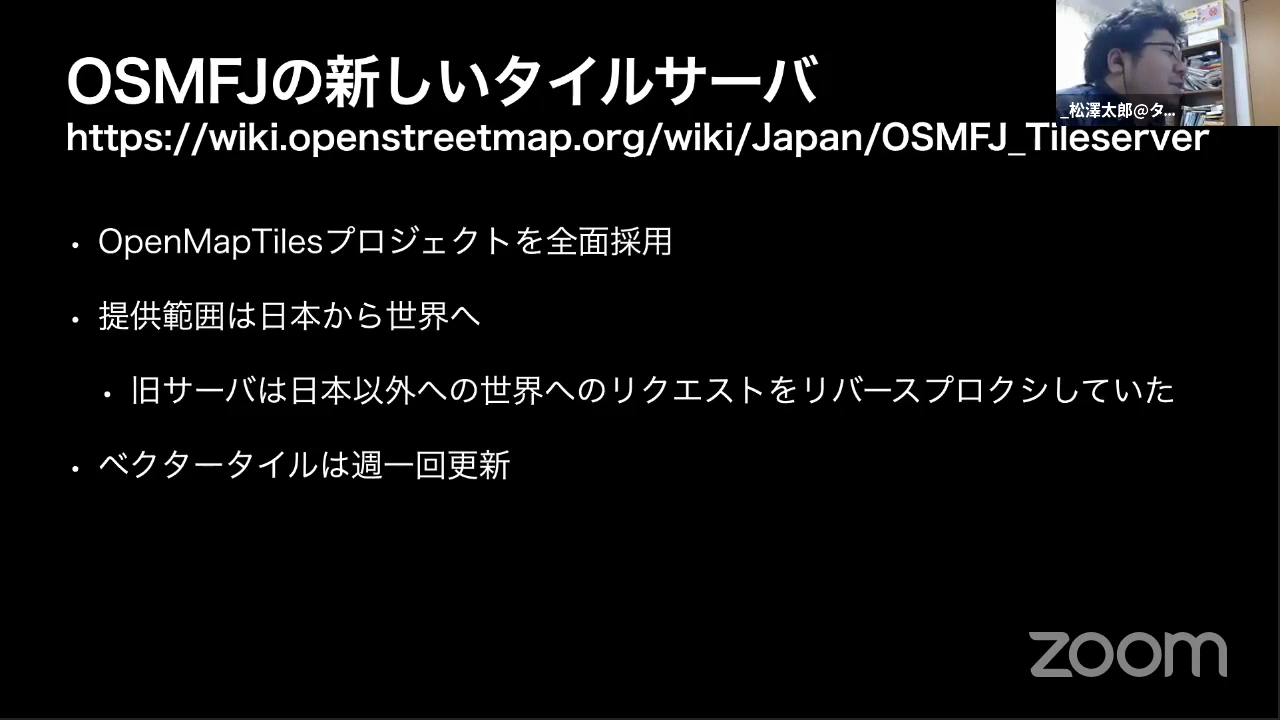 OSMFJの新しいタイルサーバ
https://wiki.openstreetmap.org/wiki/Japan/OSMFJ_Tileserver
_松澤太郎@タ...
• OpenMapTilesプロジェクトを全面採用
• 提供範囲は日本から世界へ
• 旧サーバは日本以外への世界へのリクエストをリバースプロクシしていた
• ベクタータイルは週一回更新
zoom